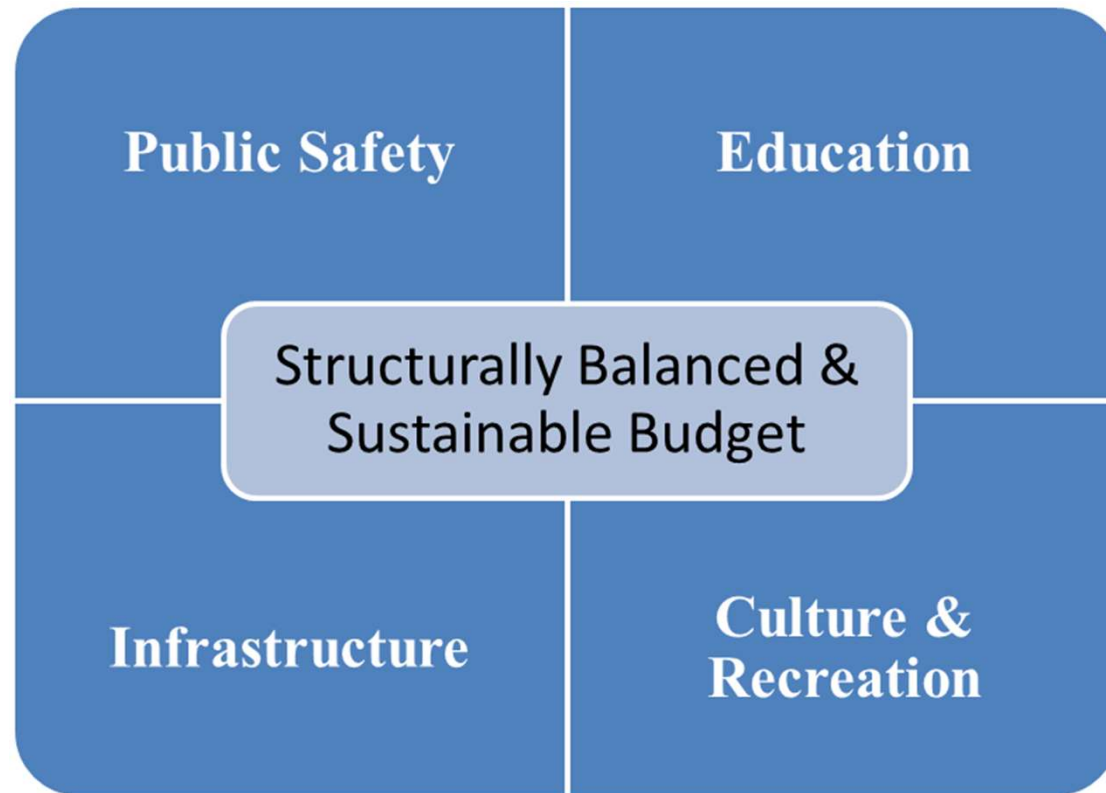 Public Safety
Education
Structurally Balanced &
Sustainable Budget
Infrastructure
Culture &
Recreation